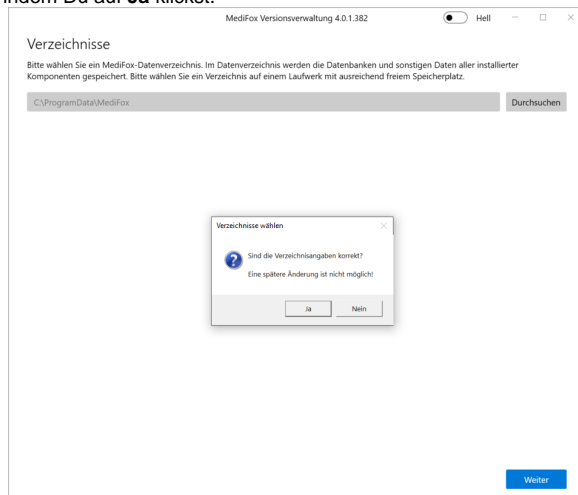 indem Du auf Ja klickst.
MediFox Versionsverwaltung 4.0.1.382
Hell
Verzeichnisse
Bitte wählen Sie ein MediFox-Datenverzeichnis. Im Datenverzeichnis werden die Datenbanken und sonstigen Daten aller installierter
Komponenten gespeichert. Bitte wählen Sie ein Verzeichnis auf einem Laufwerk mit ausreichend freiem Speicherplatz.
C:\ProgramData\MediFox
Durchsuchen
Verzeichnisse wählen
Sind die Verzeichnisangaben korrekt?
Eine spätere Änderung ist nicht möglich!
Ja
Nein
Weiter